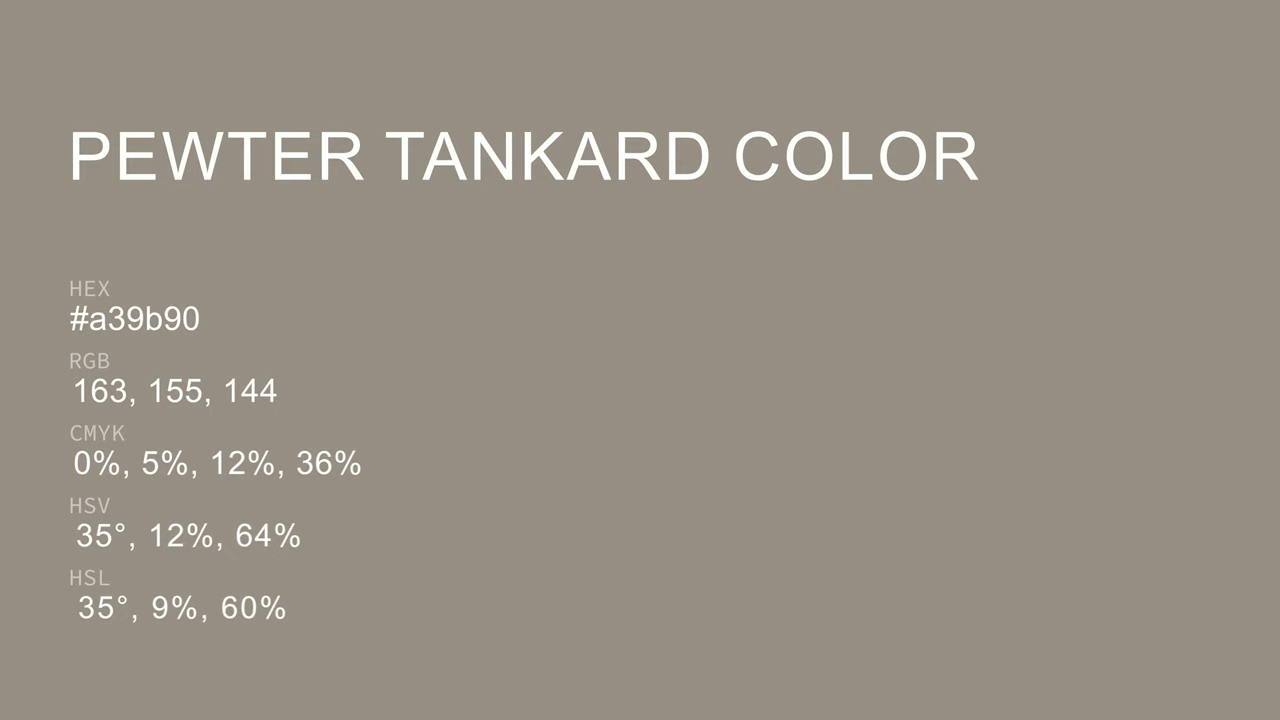 PEWTER TANKARD COLOR
HEX
#a39b90
RGB
163, 155, 144
CMYK
0%, 5%, 12%, 36%
HSV
35°, 12%, 64%
HSL
35°, 9%, 60%